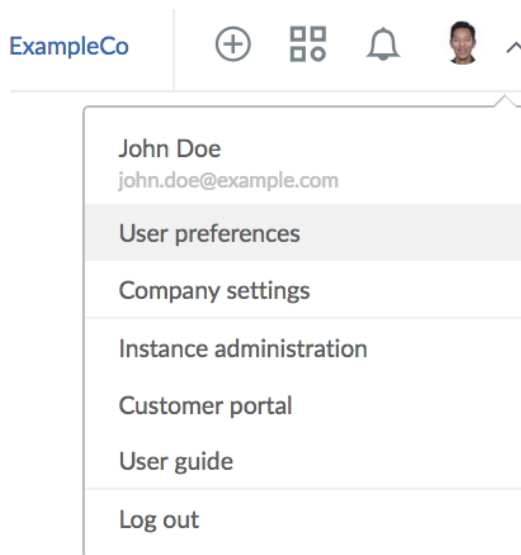 ExampleCo
John Doe
john.doe@example.com
User preferences
Company settings
Instance administration
Customer portal
User guide
Log out